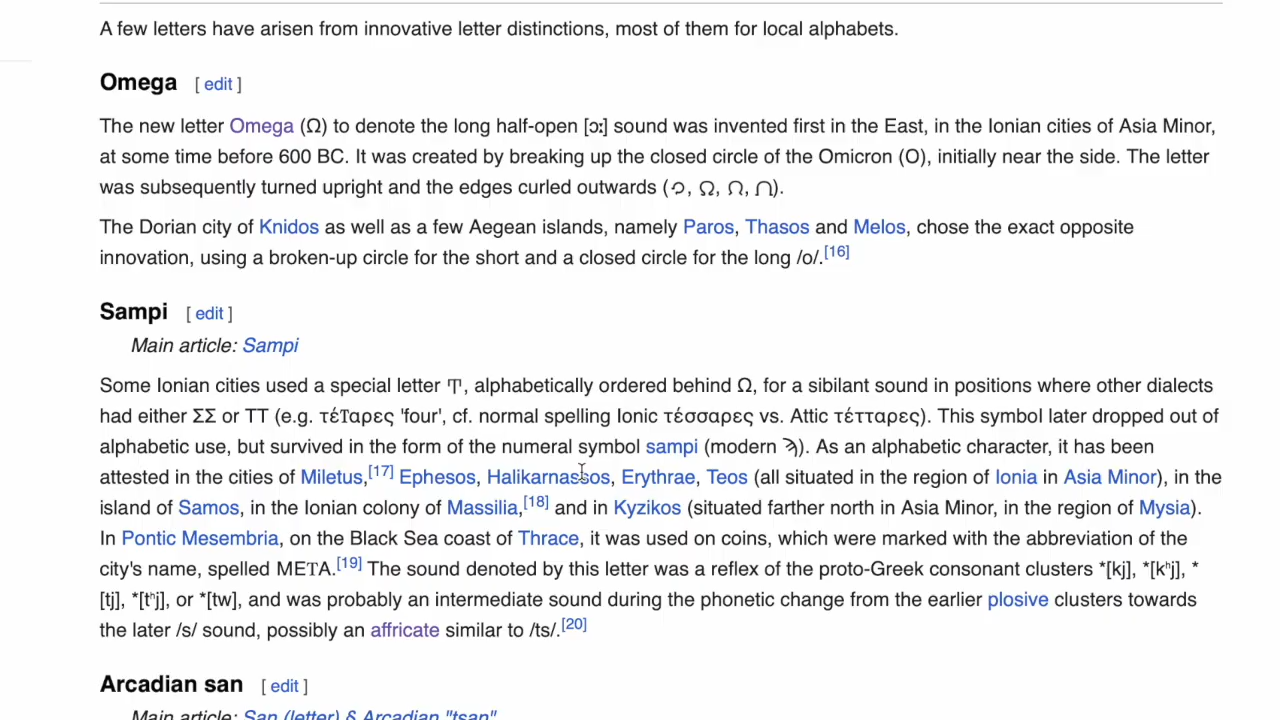 A few letters have arisen from innovative letter distinctions, most of them for local alphabets.
Omega [ edit ]
The new letter Omega (Ω) to denote the long half-open [ɔː] sound was invented first in the East, in the Ionian cities of Asia Minor,
at some time before 600 BC. It was created by breaking up the closed circle of the Omicron (Ο), initially near the side. The letter
was subsequently turned upright and the edges curled outwards (, , , ).
The Dorian city of Knidos as well as a few Aegean islands, namely Paros, Thasos and Melos, chose the exact opposite
innovation, using a broken-up circle for the short and a closed circle for the long /o/.[16]
Sampi [ edit ]
Main article: Sampi
Some Ionian cities used a special letter Ͳ, alphabetically ordered behind Ω, for a sibilant sound in positions where other dialects
had either ΣΣ or ΤΤ (e.g. τέͲαρες 'four', cf. normal spelling Ionic τέσσαρες vs. Attic τέτταρες). This symbol later dropped out of
alphabetic use, but survived in the form of the numeral symbol sampi (modern ϡ). As an alphabetic character, it has been
attested in the cities of Miletus,[17] Ephesos, Halikarnassos, Erythrae, Teos (all situated in the region of Ionia in Asia Minor), in the
island of Samos, in the Ionian colony of Massilia,[18] and in Kyzikos (situated farther north in Asia Minor, in the region of Mysia).
In Pontic Mesembria, on the Black Sea coast of Thrace, it was used on coins, which were marked with the abbreviation of the
city's name, spelled ΜΕͲΑ.[19] The sound denoted by this letter was a reflex of the proto-Greek consonant clusters *[kj], *[kʰj], *
[tj], *[tʰj], or *[tw], and was probably an intermediate sound during the phonetic change from the earlier plosive clusters towards
the later /s/ sound, possibly an affricate similar to /ts/.[20]
Arcadian san [ edit ]
Main article: San (letter) § Arcadian "tsan"